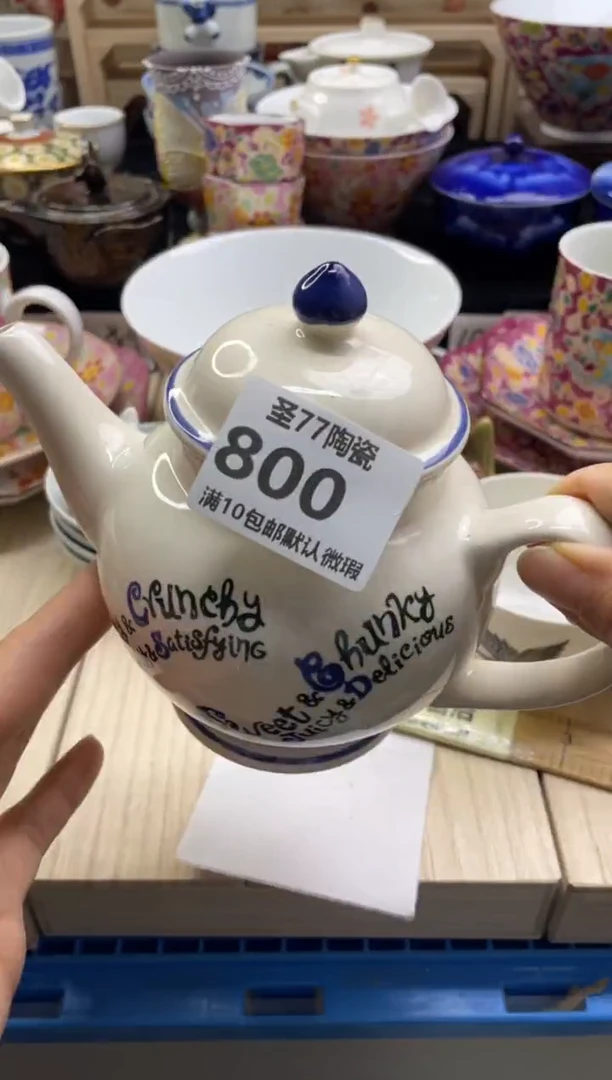 圣77陶瓷
800
满10包邮默认微瑕
Crunchy
& Satisfying
Chunky
& Delicious
Sweet &
Juicy